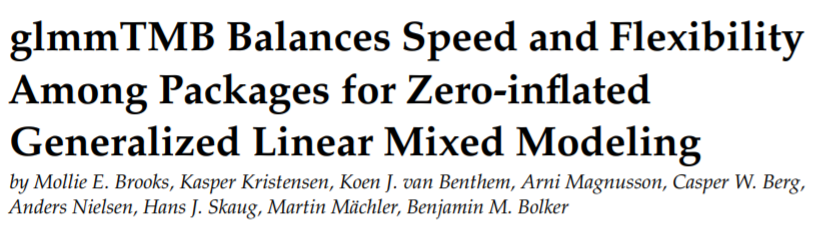 glmmTMB Balances Speed and Flexibility
Among Packages for Zero-inflated
Generalized Linear Mixed Modeling
by Mollie E. Brooks, Kasper Kristensen, Koen J. van Benthem, Arni Magnusson, Casper W. Berg,
Anders Nielsen, Hans J. Skaug, Martin Mächler, Benjamin M. Bolker